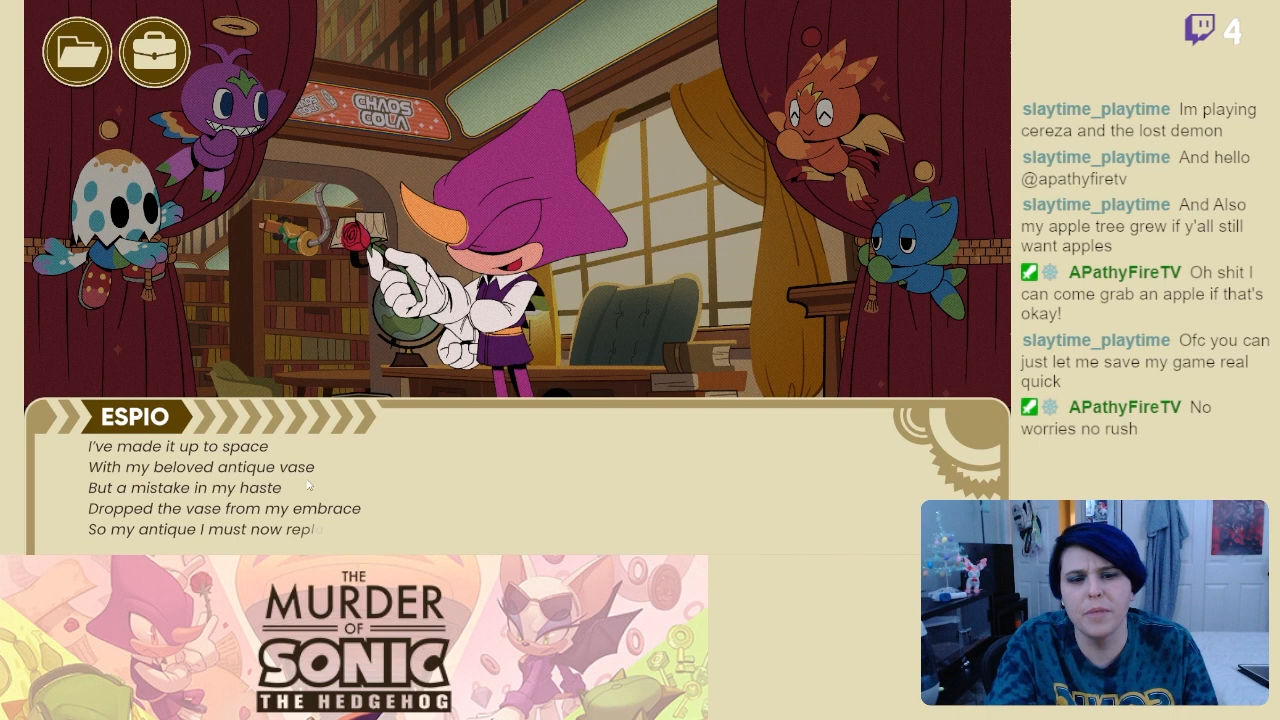 CHAOS
COLA
ESPIO
I've made it up to space
With my beloved antique vase
But a mistake in my haste
Dropped the vase from my embrace
So my antique I must now repl
THE
MURDER
OF
SONIC
THE HEDGEHOG
4
slaytime_playtime Im playing
cereza and the lost demon
slaytime_playtime And hello
@apathyfiretv
slaytime_playtime And Also
my apple tree grew if y'all still
want apples
APathyFireTV Oh shit I
can come grab an apple if that's
okay!
slaytime_playtime Ofc you can
just let me save my game real
quick
APathyFireTV No
worries no rush